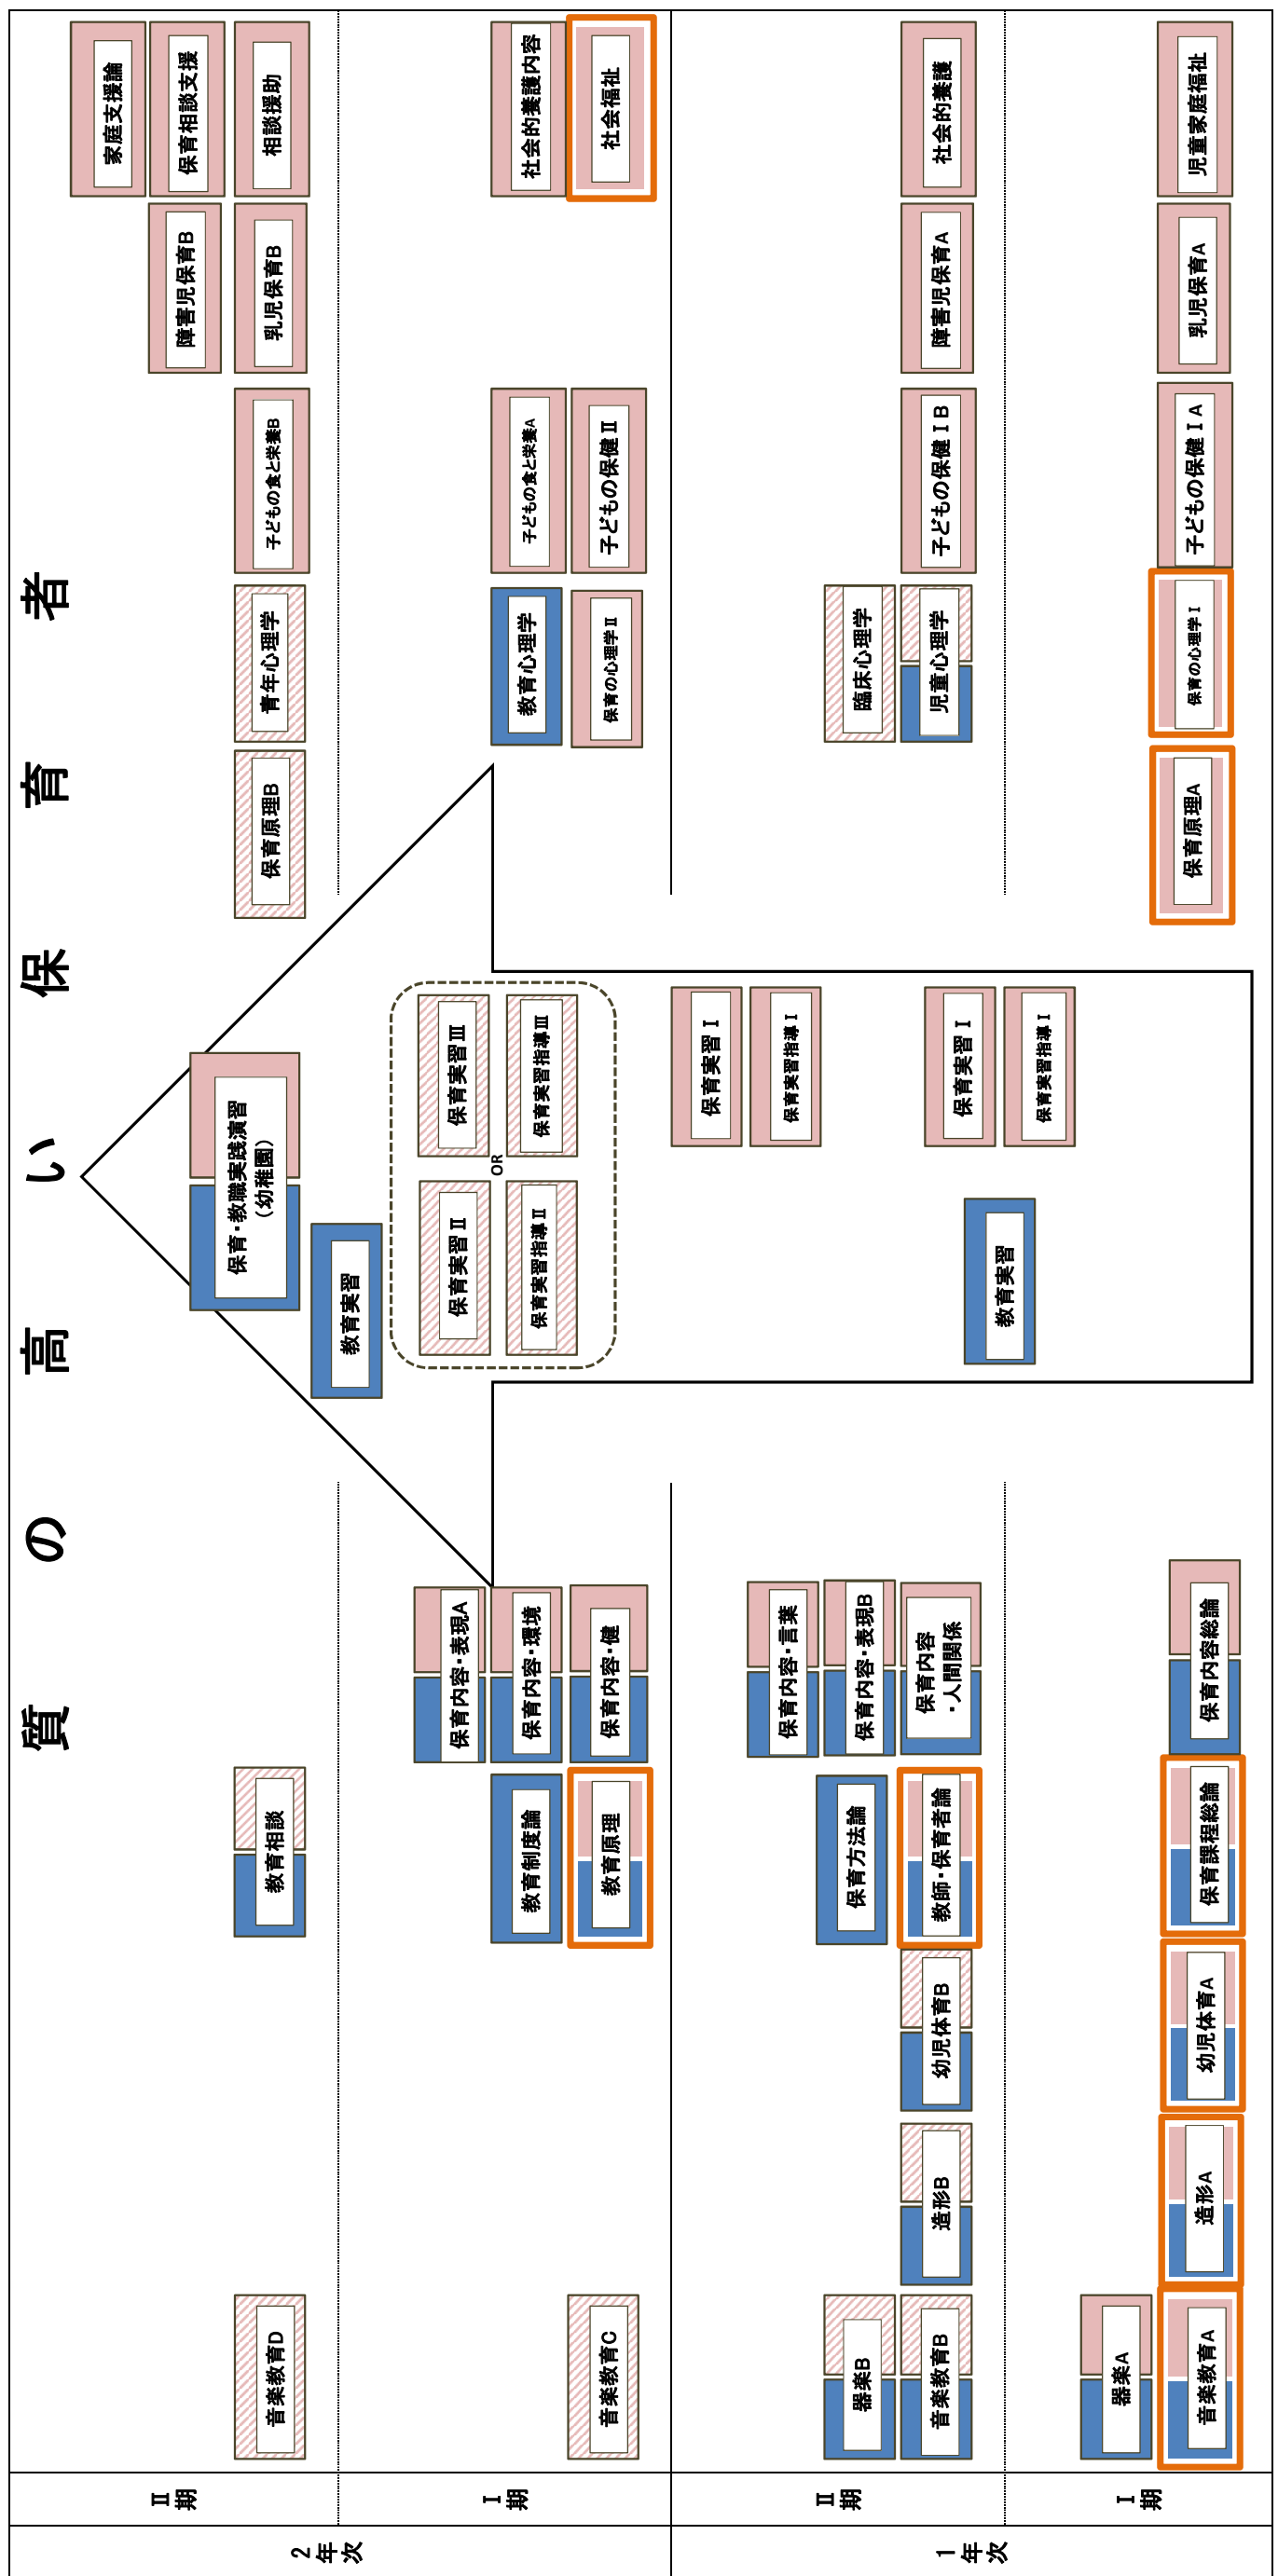 質の高い保育者
2年次
Ⅱ期
音楽教育D
教育相談
保育・教職実践演習
（幼稚園）
教育実習
保育原理B
青年心理学
子どもの食と栄養B
障害児保育B
乳児保育B
家庭支援論
保育相談支援
相談援助
Ⅰ期
音楽教育C
教育制度論
教育原理
保育内容・表現A
保育内容・環境
保育内容・健
保育実習Ⅱ
保育実習指導Ⅱ
OR
保育実習Ⅲ
保育実習指導Ⅲ
教育心理学
保育の心理学Ⅱ
子どもの食と栄養A
子どもの保健Ⅱ
社会的養護内容
社会福祉
1年次
Ⅱ期
器楽B
音楽教育B
造形B
幼児体育B
保育方法論
教師・保育者論
保育内容・言葉
保育内容・表現B
保育内容
・人間関係
教育実習
保育実習Ⅰ
保育実習指導Ⅰ
保育実習Ⅰ
保育実習指導Ⅰ
臨床心理学
児童心理学
子どもの保健ⅠB
障害児保育A
社会的養護
Ⅰ期
器楽A
音楽教育A
造形A
幼児体育A
保育課程総論
保育内容総論
保育原理A
保育の心理学Ⅰ
子どもの保健ⅠA
乳児保育A
児童家庭福祉